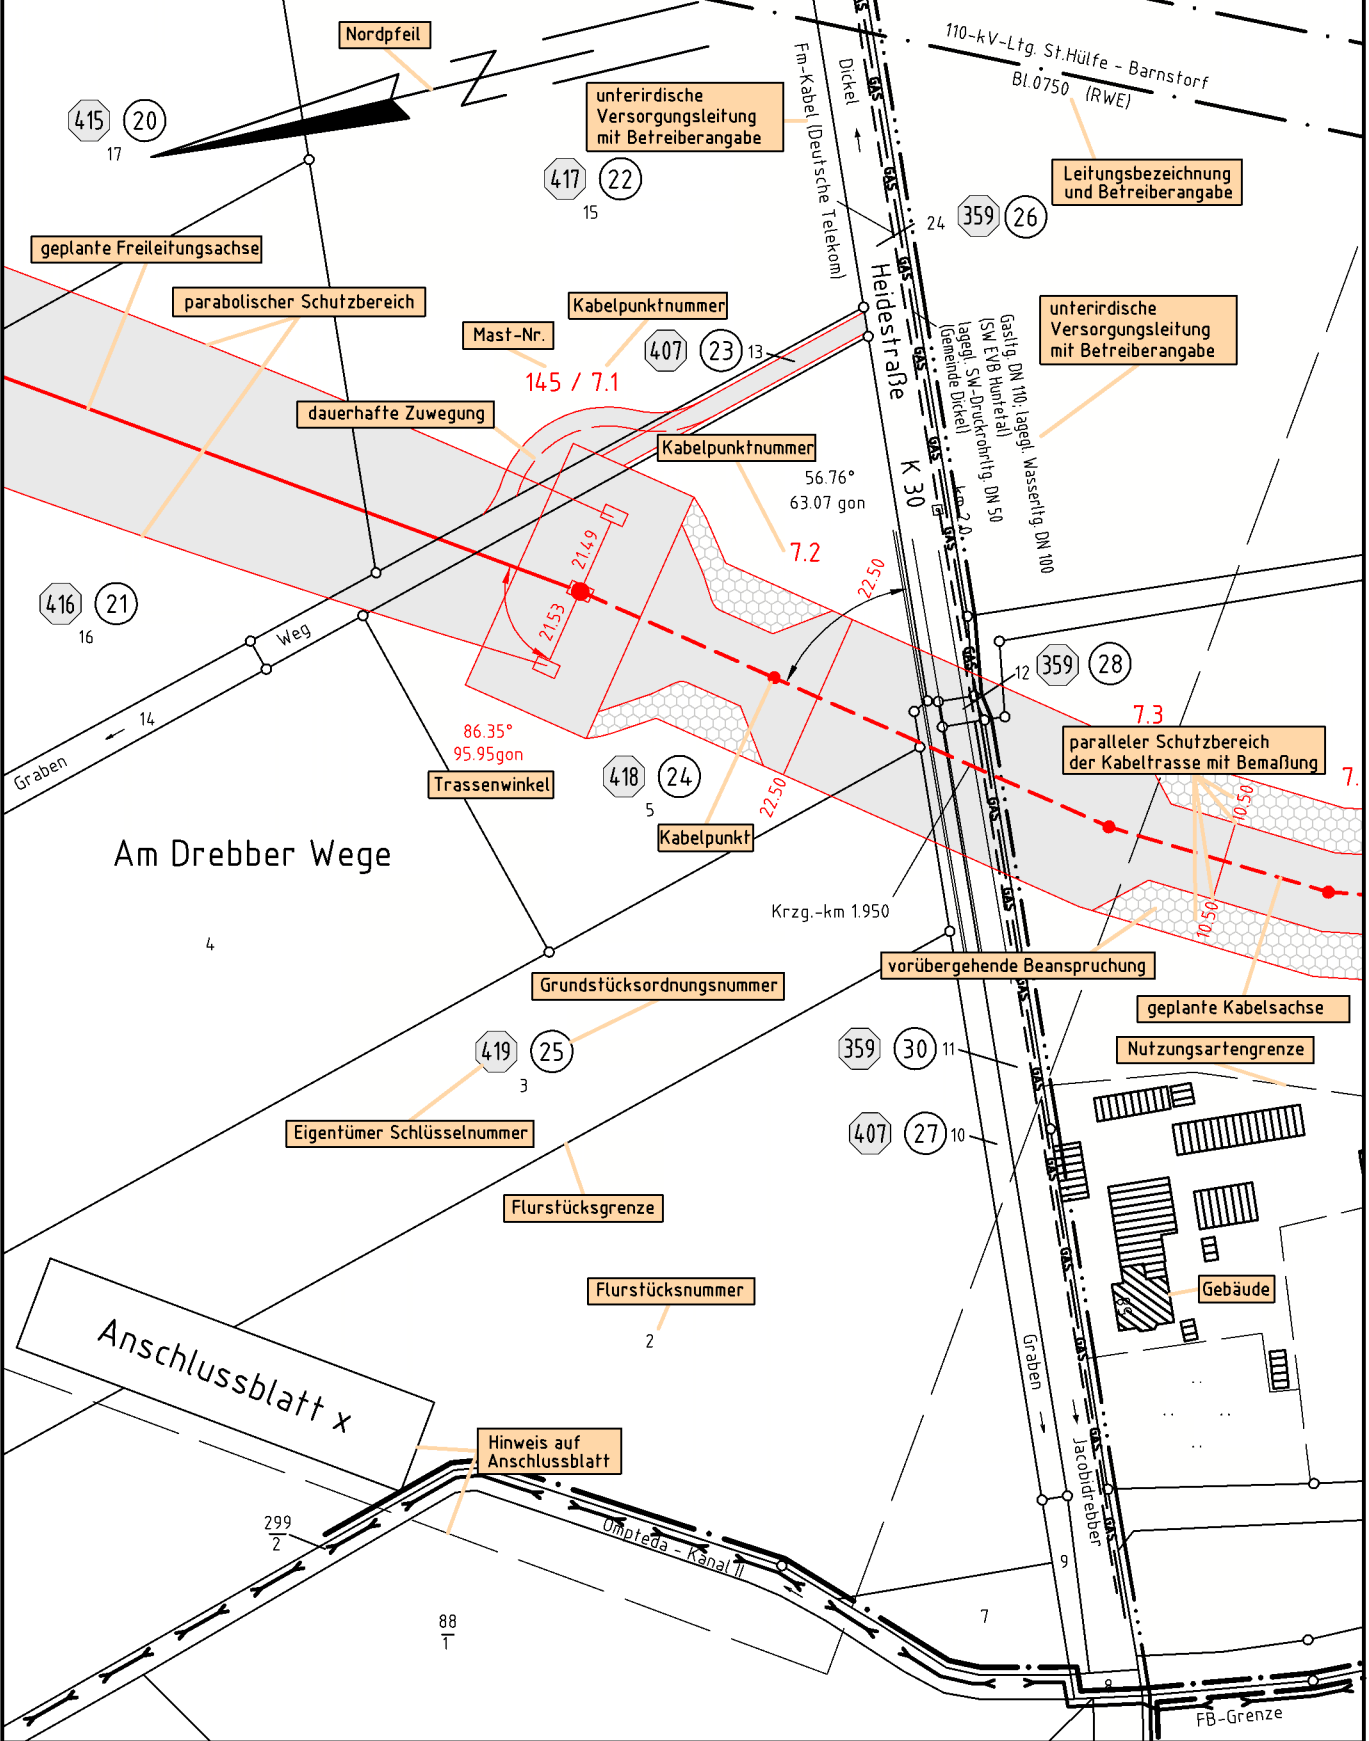 Nordpfeil
110-kV-Ltg. St.Hülfe - Barnstorf
Bl.0750 (RWE)
Fm-Kabel (Deutsche Telekom)
Dickel
GAS
unterirdische
Versorgungsleitung
mit Betreiberangabe
415 20
17
417 22
15
Leitungsbezeichnung
und Betreiberangabe
24 359 26
geplante Freileitungsachse
parabolischer Schutzbereich
Kabelpunktnummer
Mast-Nr.
407 23 13
145 / 7.1
Heidestraße
K 30
unterirdische
Versorgungsleitung
mit Betreiberangabe
Gasltg. DN 110; lagegl. Wasserltg. DN 100
(SW EVB Huntetal)
lagegl. SW-Druckrohrltg. DN 50
(Gemeinde Dickel)
km 2.0
dauerhafte Zuwegung
Kabelpunktnummer
56.76°
63.07 gon
7.2
21.49
21.53
22.50
416 21
16
Weg
14
Graben
12 359 28
86.35°
95.95gon
Trassenwinkel
418 24
5
22.50
Kabelpunkt
7.3
paralleler Schutzbereich
der Kabeltrasse mit Bemaßung
7.
10.50
10.50
Am Drebber Wege
4
Krzg.-km 1.950
vorübergehende Beanspruchung
Grundstücksordnungsnummer
geplante Kabelsachse
419 25
3
359 30 11
Nutzungsartengrenze
Eigentümer Schlüsselnummer
407 27 10
Flurstücksgrenze
Flurstücksnummer
2
Gebäude
Graben
Jacobidrebber
Anschlussblatt x
Hinweis auf
Anschlussblatt
299
2
Ompteda - Kanal II
88
1
9
7
8
FB-Grenze